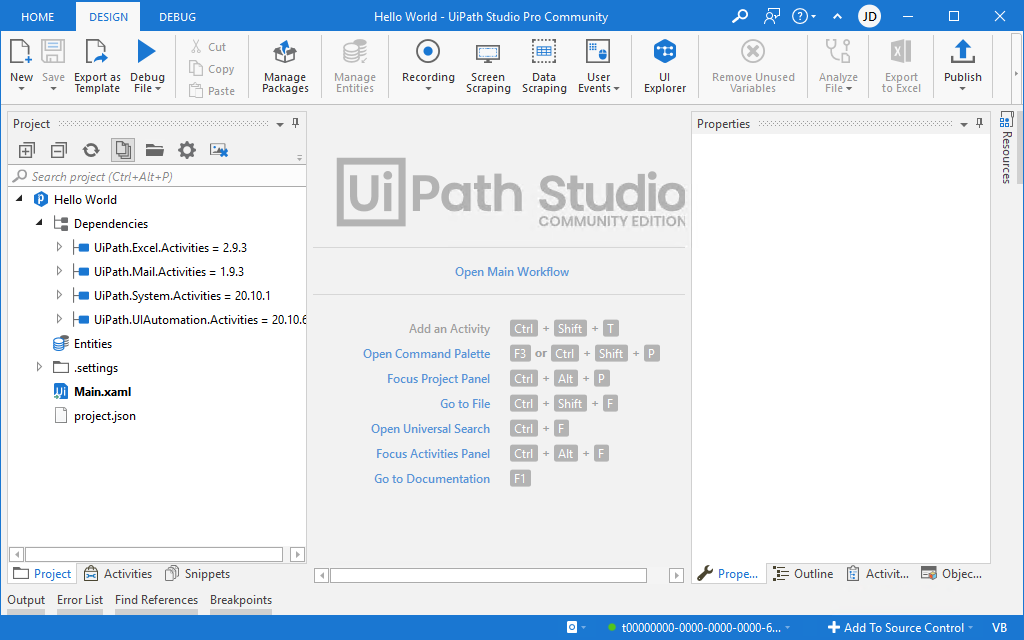 HOME DESIGN DEBUG Hello World - UiPath Studio Pro Community JD
New Save Export as Template Debug File Cut Copy Paste Manage Packages Manage Entities Recording Screen Scraping Data Scraping User Events UI Explorer Remove Unused Variables Analyze File Export to Excel Publish
Project
Search project (Ctrl+Alt+P)
Hello World
Dependencies
UiPath.Excel.Activities = 2.9.3
UiPath.Mail.Activities = 1.9.3
UiPath.System.Activities = 20.10.1
UiPath.UIAutomation.Activities = 20.10.6
Entities
.settings
Main.xaml
project.json
Project Activities Snippets
UiPath Studio
COMMUNITY EDITION
Open Main Workflow
Add an Activity Ctrl + Shift + T
Open Command Palette F3 or Ctrl + Shift + P
Focus Project Panel Ctrl + Alt + P
Go to File Ctrl + Shift + F
Open Universal Search Ctrl + F
Focus Activities Panel Ctrl + Alt + F
Go to Documentation F1
Properties
Resources
Prope... Outline Activit... Objec...
Output Error List Find References Breakpoints
t00000000-0000-0000-0000-6... Add To Source Control VB